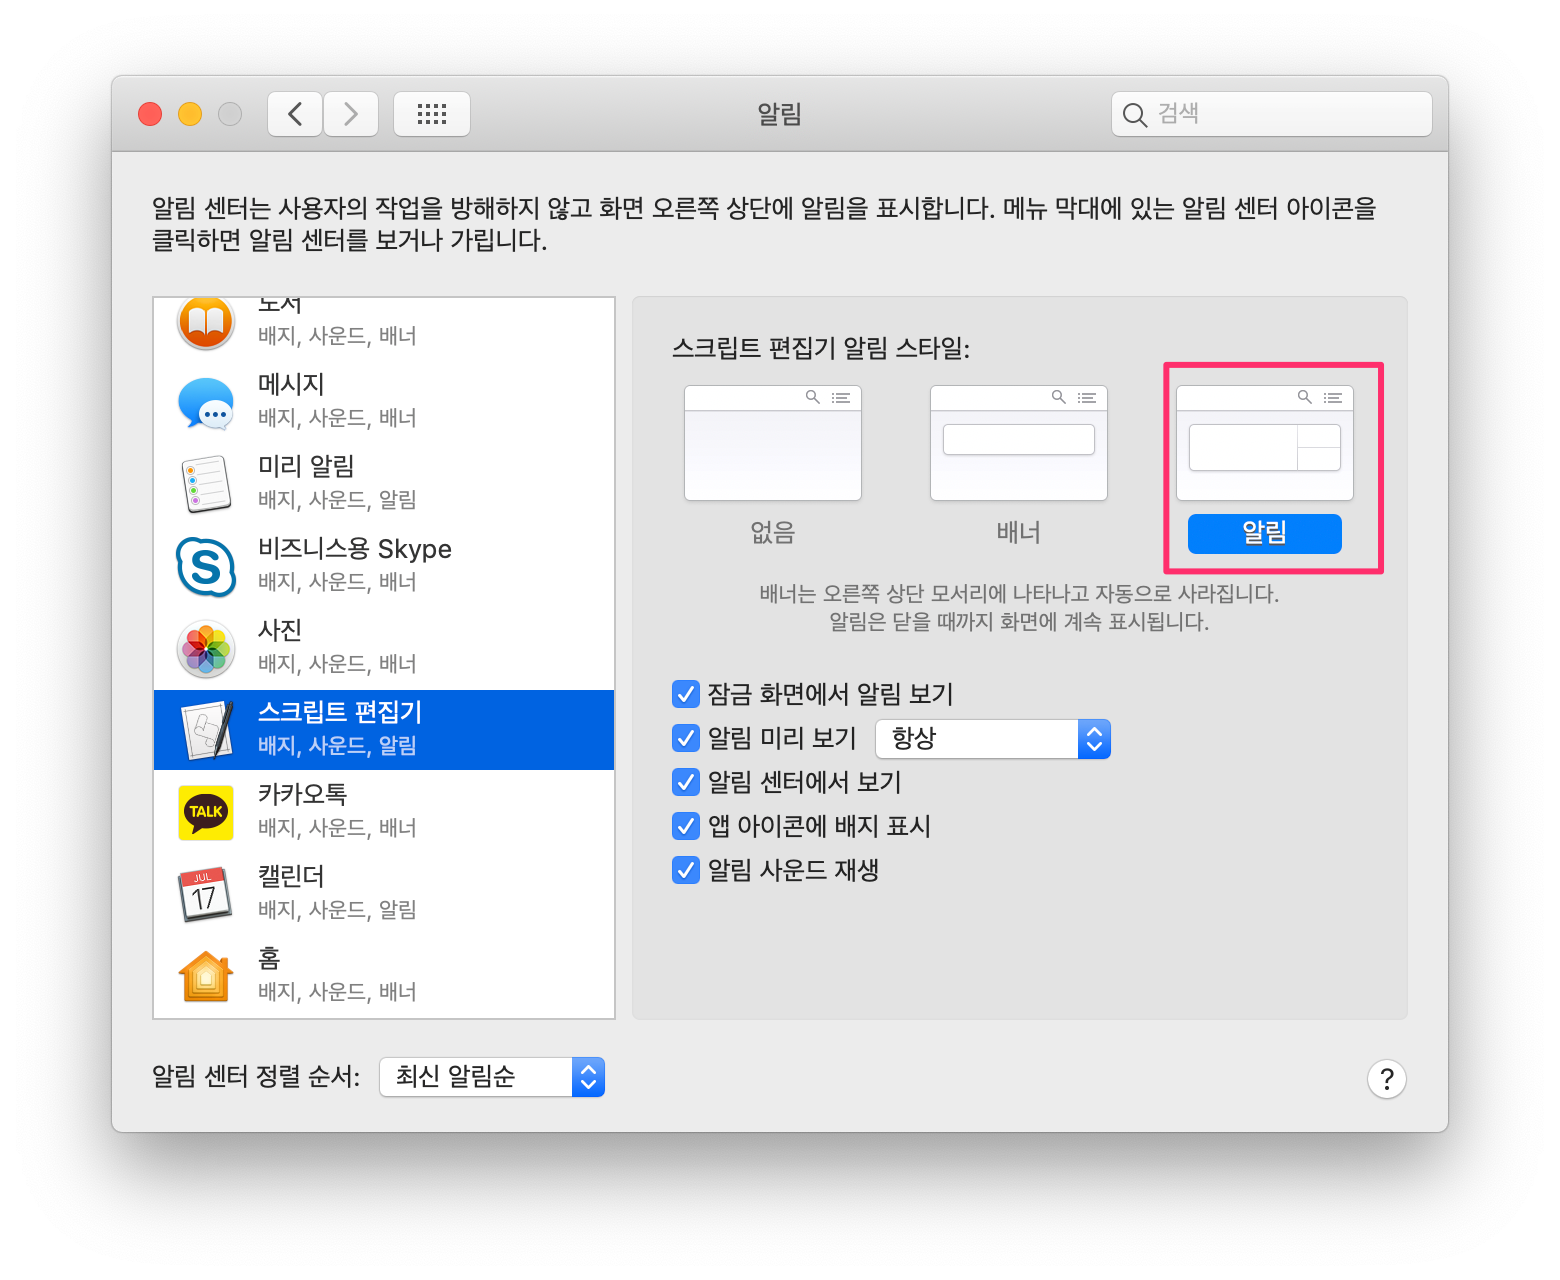 알림
검색
알림 센터는 사용자의 작업을 방해하지 않고 화면 오른쪽 상단에 알림을 표시합니다. 메뉴 막대에 있는 알림 센터 아이콘을
클릭하면 알림 센터를 보거나 가립니다.
도서
배지, 사운드, 배너
메시지
배지, 사운드, 배너
미리 알림
배지, 사운드, 알림
비즈니스용 Skype
배지, 사운드, 배너
사진
배지, 사운드, 배너
스크립트 편집기
배지, 사운드, 알림
TALK
카카오톡
배지, 사운드, 배너
JUL
17
캘린더
배지, 사운드, 알림
홈
배지, 사운드, 배너
스크립트 편집기 알림 스타일:
없음
배너
알림
배너는 오른쪽 상단 모서리에 나타나고 자동으로 사라집니다.
알림은 닫을 때까지 화면에 계속 표시됩니다.
잠금 화면에서 알림 보기
알림 미리 보기 항상
알림 센터에서 보기
앱 아이콘에 배지 표시
알림 사운드 재생
알림 센터 정렬 순서: 최신 알림순
?